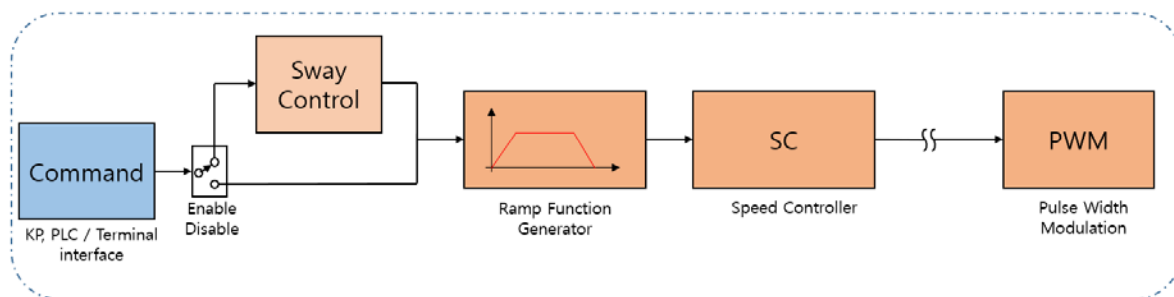 Sway
Control
Command
SC
PWM
Enable
Disable
KP, PLC / Terminal
interface
Ramp Function
Generator
Speed Controller
Pulse Width
Modulation